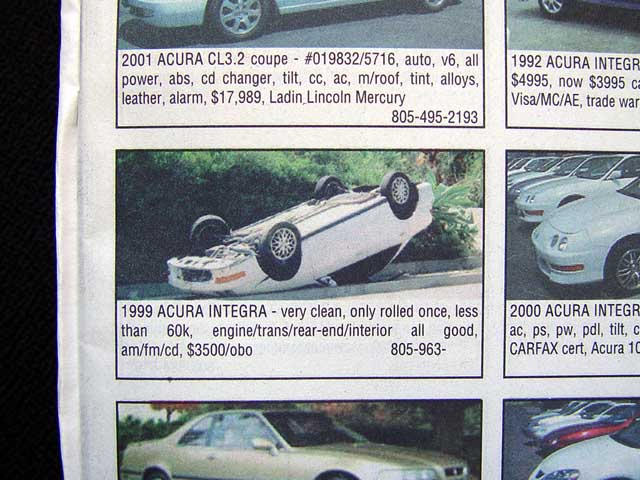 2001 ACURA CL3.2 coupe - #019832/5716, auto, v6, all
power, abs, cd changer, tilt, cc, ac, m/roof, tint, alloys,
leather, alarm, $17,989, Ladin Lincoln Mercury
805-495-2193
1992 ACURA INTEGR
$4995, now $3995 ca
Visa/MC/AE, trade war
1999 ACURA INTEGRA - very clean, only rolled once, less
than 60k, engine/trans/rear-end/interior all good,
am/fm/cd, $3500/obo 805-963-
2000 ACURA INTEGR
ac, ps, pw, pdl, tilt, c
CARFAX cert, Acura 10